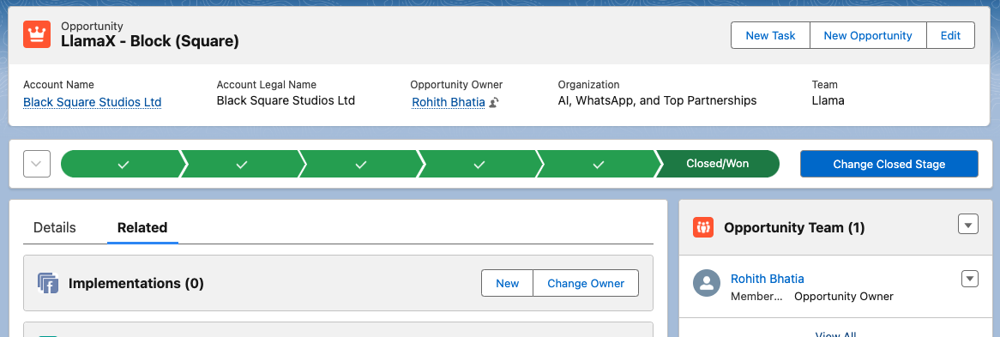 Opportunity
LlamaX - Block (Square)
New Task New Opportunity Edit
Account Name Account Legal Name Opportunity Owner Organization Team
Black Square Studios Ltd Black Square Studios Ltd Rohith Bhatia AI, WhatsApp, and Top Partnerships Llama
Closed/Won Change Closed Stage
Details Related
Implementations (0) New Change Owner
Opportunity Team (1)
Rohith Bhatia
Member... Opportunity Owner
View All